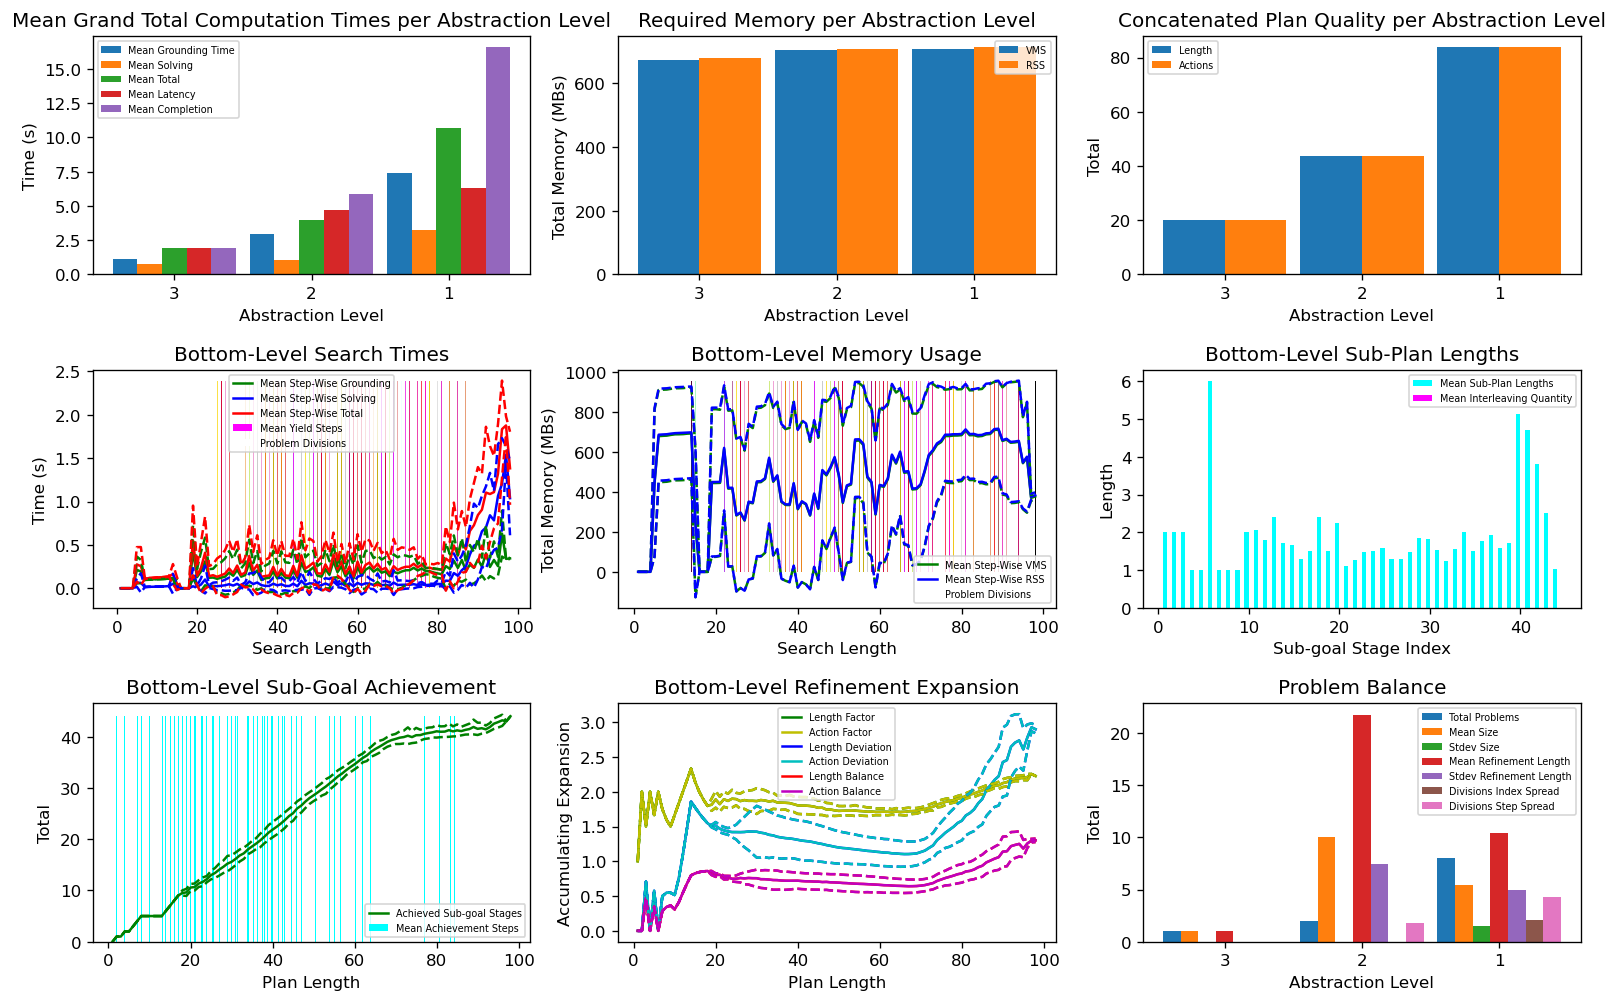 Mean Grand Total Computation Times per Abstraction Level
Time (s)
0.0
2.5
5.0
7.5
10.0
12.5
15.0
Mean Grounding Time
Mean Solving
Mean Total
Mean Latency
Mean Completion
3 2 1
Abstraction Level
Required Memory per Abstraction Level
Total Memory (MBs)
0
200
400
600
VMS
RSS
3 2 1
Abstraction Level
Concatenated Plan Quality per Abstraction Level
Total
0
20
40
60
80
Length
Actions
3 2 1
Abstraction Level
Bottom-Level Search Times
Time (s)
0.0
0.5
1.0
1.5
2.0
2.5
Mean Step-Wise Grounding
Mean Step-Wise Solving
Mean Step-Wise Total
Mean Yield Steps
Problem Divisions
0 20 40 60 80 100
Search Length
Bottom-Level Memory Usage
Total Memory (MBs)
0
200
400
600
800
1000
Mean Step-Wise VMS
Mean Step-Wise RSS
Problem Divisions
0 20 40 60 80 100
Search Length
Bottom-Level Sub-Plan Lengths
Length
0
1
2
3
4
5
6
Mean Sub-Plan Lengths
Mean Interleaving Quantity
0 10 20 30 40
Sub-goal Stage Index
Bottom-Level Sub-Goal Achievement
Total
0
10
20
30
40
Achieved Sub-goal Stages
Mean Achievement Steps
0 20 40 60 80 100
Plan Length
Bottom-Level Refinement Expansion
Accumulating Expansion
0.0
0.5
1.0
1.5
2.0
2.5
3.0
Length Factor
Action Factor
Length Deviation
Action Deviation
Length Balance
Action Balance
0 20 40 60 80 100
Plan Length
Problem Balance
Total
0
5
10
15
20
Total Problems
Mean Size
Stdev Size
Mean Refinement Length
Stdev Refinement Length
Divisions Index Spread
Divisions Step Spread
3 2 1
Abstraction Level